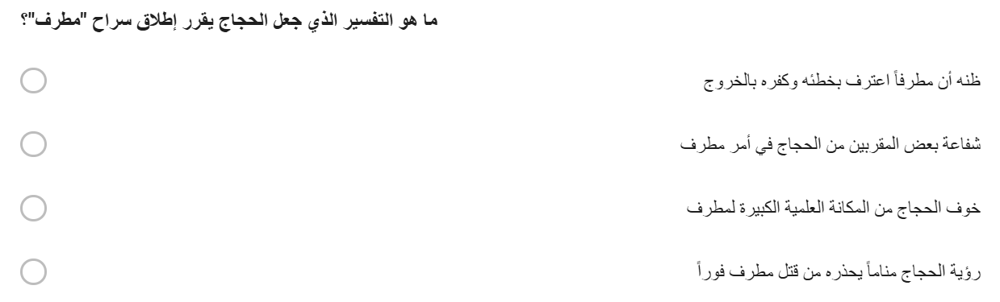 ما هو التفسير الذي جعل الحجاج يقرر إطلاق سراح "مطرف"؟
ظنه أن مطرفاً اعترف بخطئه وكفره بالخروج
شفاعة بعض المقربين من الحجاج في أمر مطرف
خوف الحجاج من المكانة العلمية الكبيرة لمطرف
رؤية الحجاج مناماً يحذره من قتل مطرف فوراً